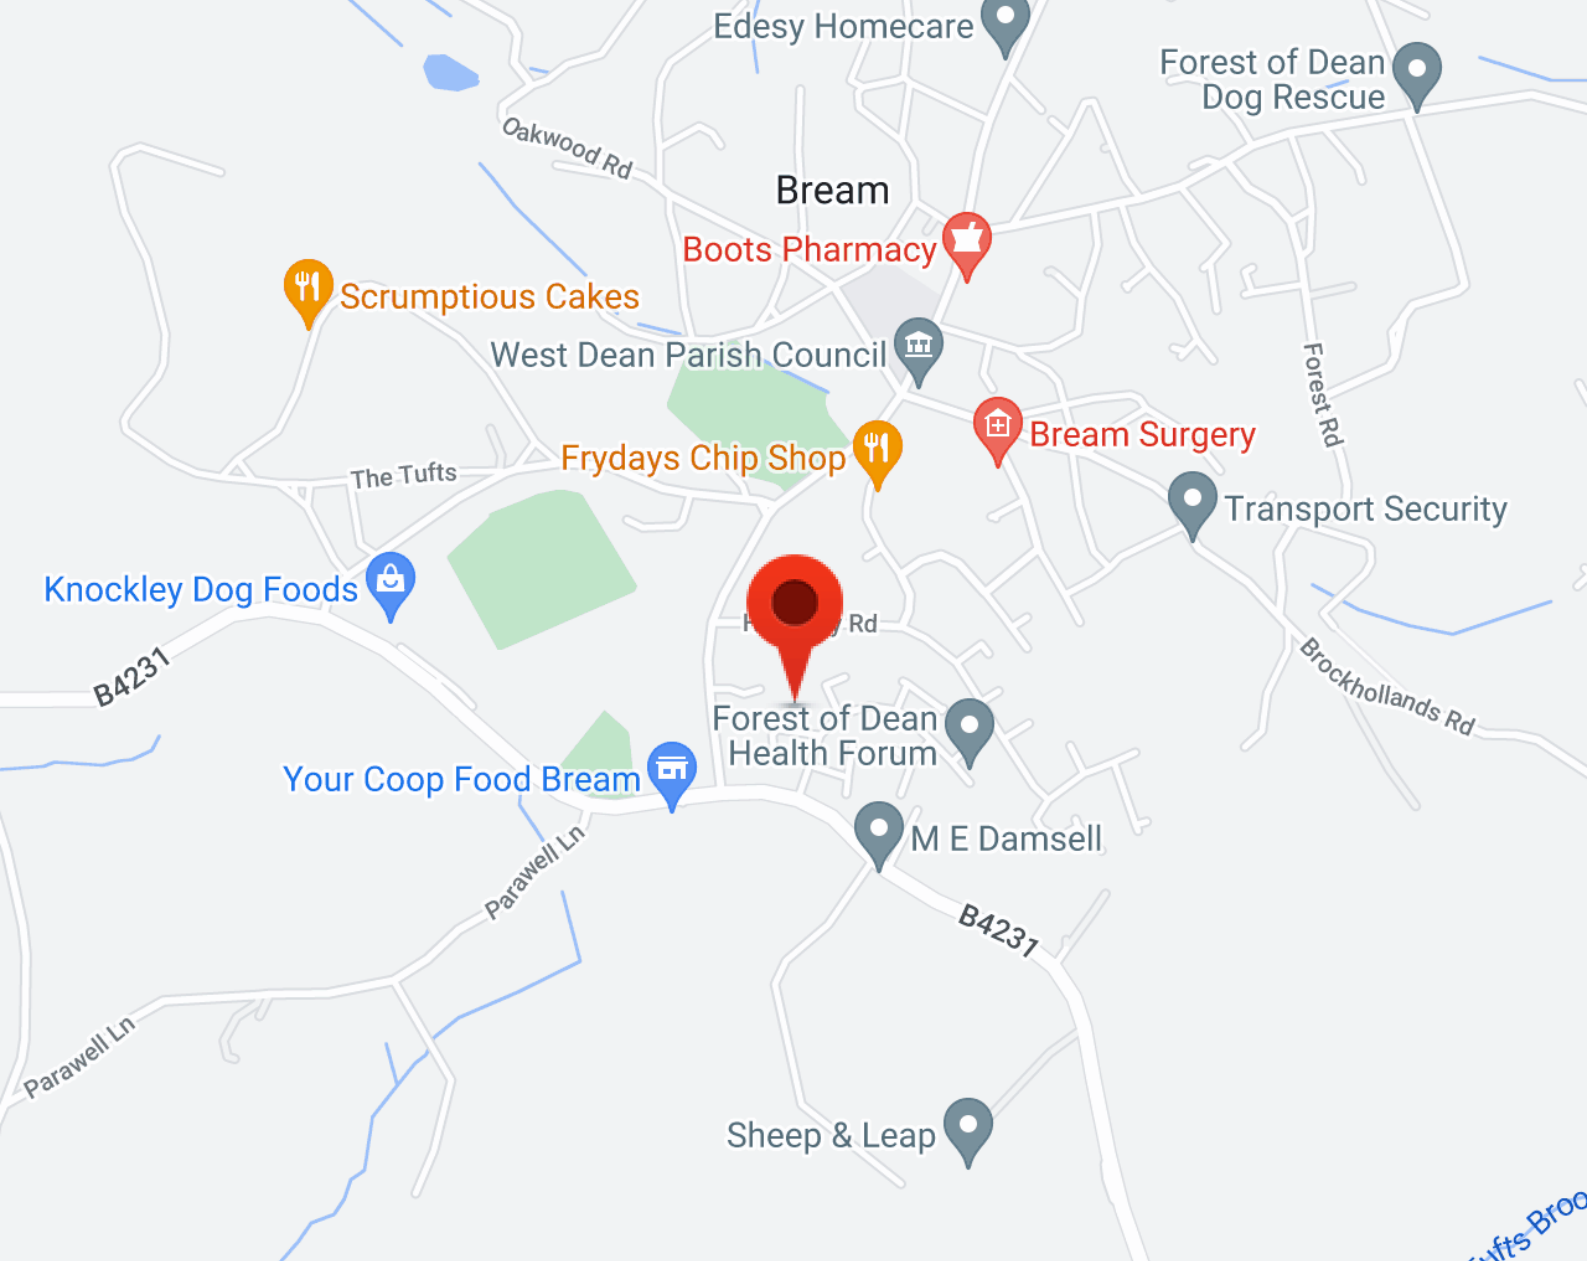 Edesy Homecare
Forest of Dean
Dog Rescue
Oakwood Rd
Bream
Boots Pharmacy
Scrumptious Cakes
West Dean Parish Council
Forest Rd
Bream Surgery
Frydays Chip Shop
The Tufts
Transport Security
Knockley Dog Foods
Rd
B4231
Brockhollands Rd
Forest of Dean
Health Forum
Your Coop Food Bream
M E Damsell
Parawell Ln
B4231
Parawell Ln
Sheep & Leap